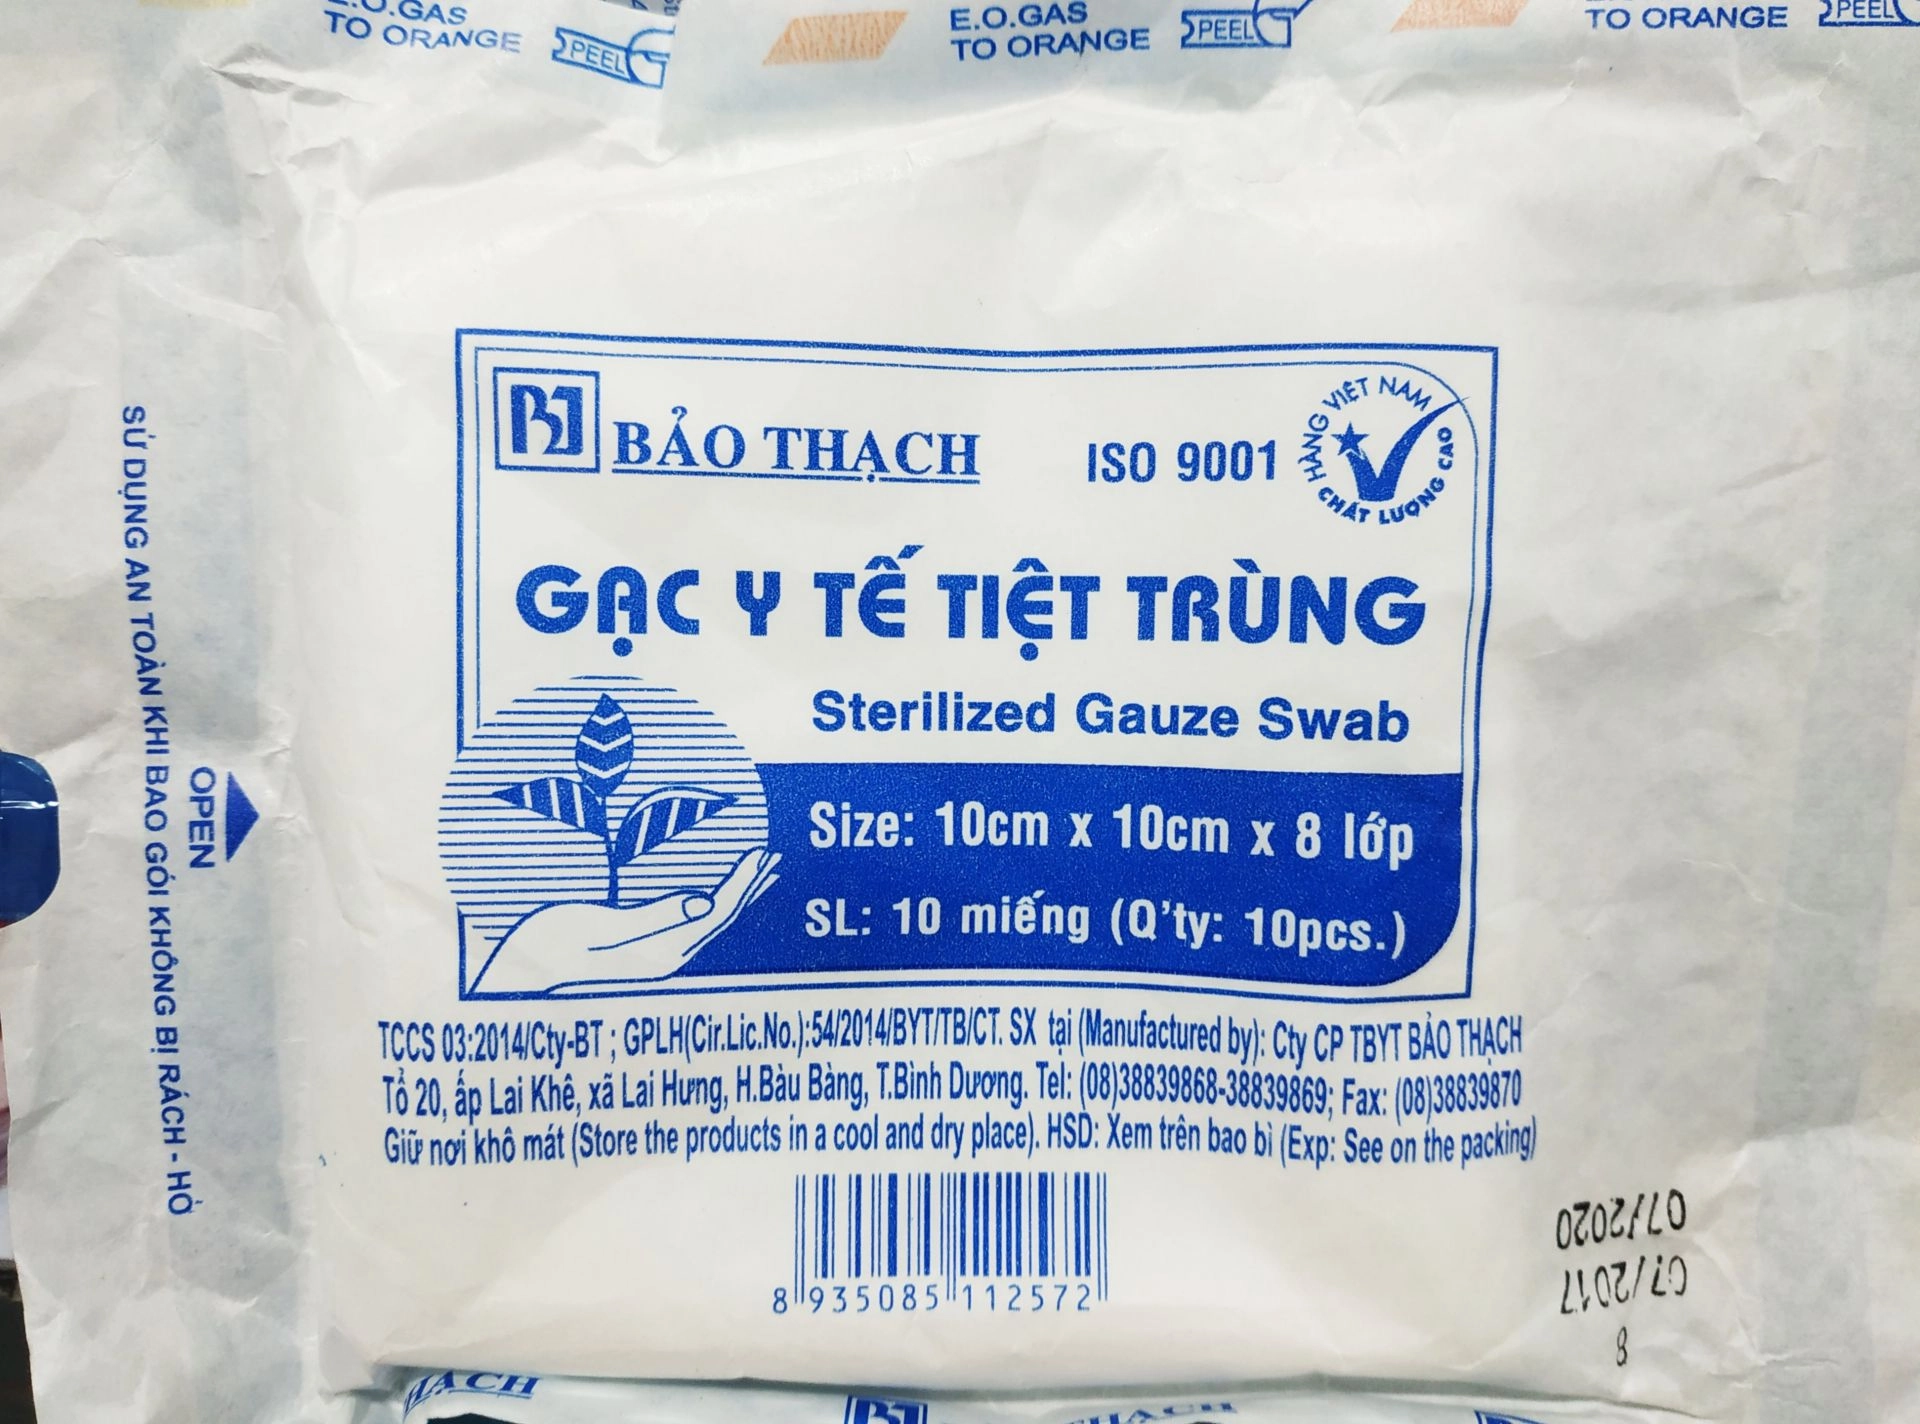 E.O.GAS
TO ORANGE
PEEL
E.O.GAS
TO ORANGE
PEEL
TO ORANGE
PEEL
BẢO THẠCH
ISO 9001
HÀNG VIỆT NAM
CHẤT LƯỢNG CAO
GẠC Y TẾ TIỆT TRÙNG
Sterilized Gauze Swab
Size: 10cm x 10cm x 8 lớp
SL: 10 miếng (Q'ty: 10pcs.)
TCCS 03:2014/Cty-BT ; GPLH(Cir.Lic.No.):54/2014/BYT/TB/CT. SX tại (Manufactured by): Cty CP TBYT BẢO THẠCH
Tổ 20, ấp Lai Khê, xã Lai Hưng, H.Bàu Bàng, T.Bình Dương. Tel: (08)38839868-38839869; Fax: (08)38839870
Giữ nơi khô mát (Store the products in a cool and dry place). HSD: Xem trên bao bì (Exp: See on the packing)
8 935085 112572
OPEN
SỬ DỤNG AN TOÀN KHI BAO GÓI KHÔNG BỊ RÁCH - HỞ
8
07/2017
07/2020